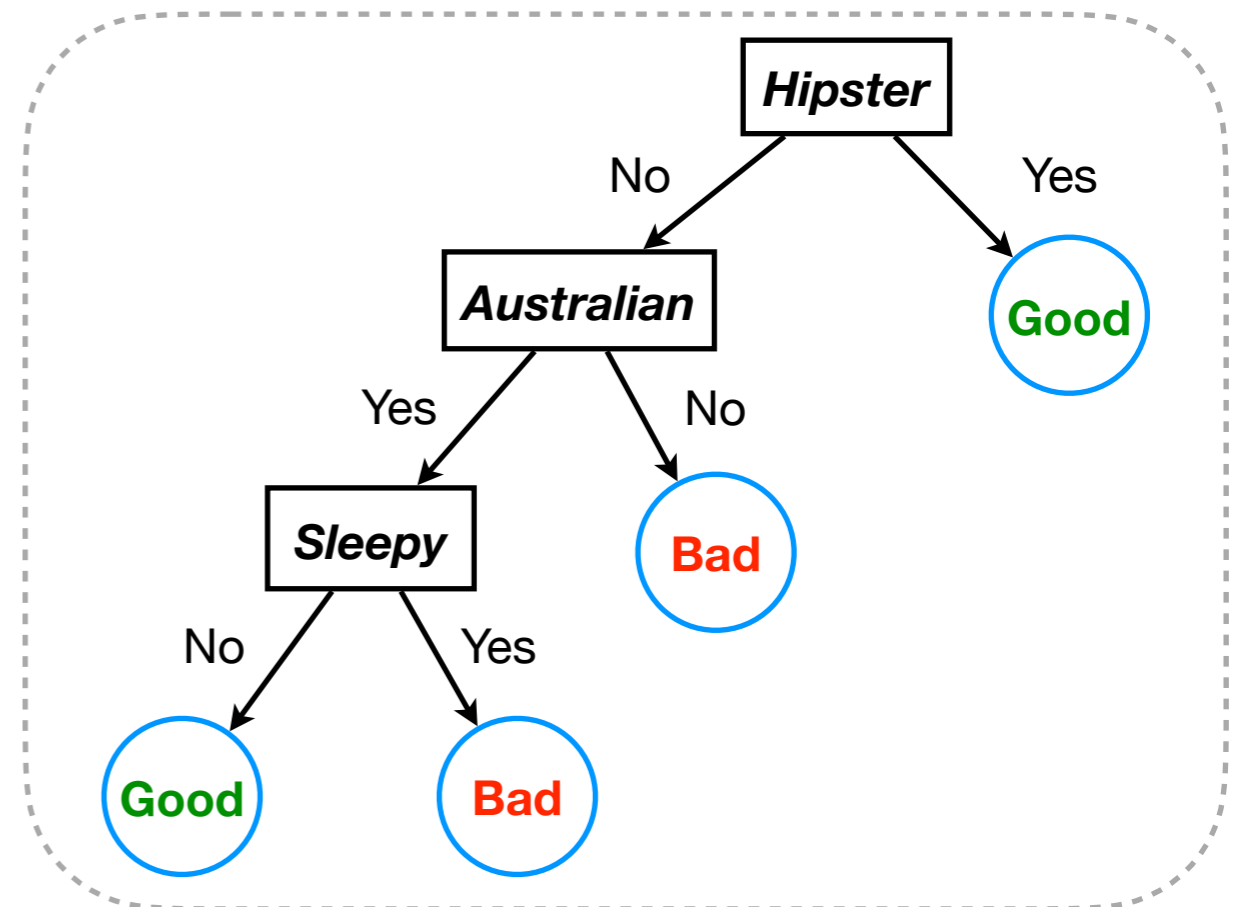 Hipster
No
Yes
Australian
Good
Yes
No
Sleepy
Bad
No
Yes
Good
Bad